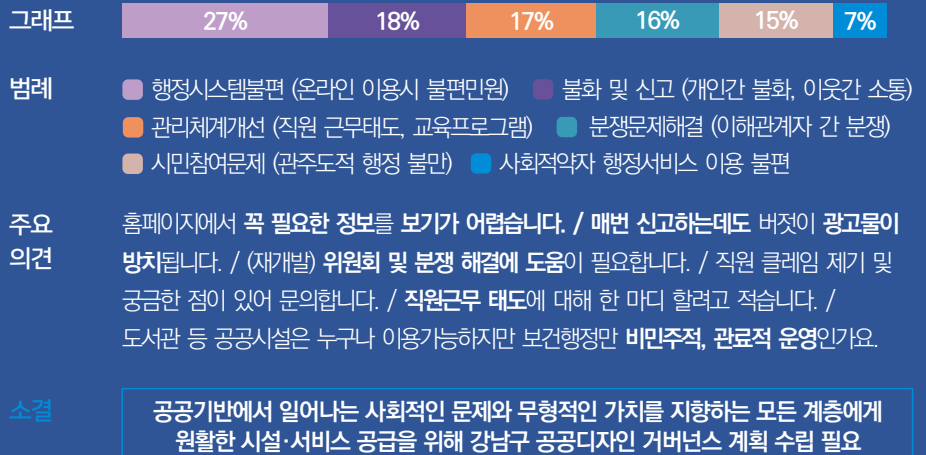 그래프 27% 18% 17% 16% 15% 7%
범례 행정시스템불편 (온라인 이용시 불편민원) 불화 및 신고 (개인간 불화, 이웃간 소통)
관리체계개선 (직원 근무태도, 교육프로그램) 분쟁문제해결 (이해관계자 간 분쟁)
시민참여문제 (관주도적 행정 불만) 사회적약자 행정서비스 이용 불편
주요 의견
홈페이지에서 꼭 필요한 정보를 보기가 어렵습니다. / 매번 신고하는데도 버젓이 광고물이
방치됩니다. / (재개발) 위원회 및 분쟁 해결에 도움이 필요합니다. / 직원 클레임 제기 및
궁금한 점이 있어 문의합니다. / 직원근무 태도에 대해 한 마디 할려고 적습니다. /
도서관 등 공공시설은 누구나 이용가능하지만 보건행정만 비민주적, 관료적 운영인가요.
소결 공공기반에서 일어나는 사회적인 문제와 무형적인 가치를 지향하는 모든 계층에게
원활한 시설·서비스 공급을 위해 강남구 공공디자인 거버넌스 계획 수립 필요